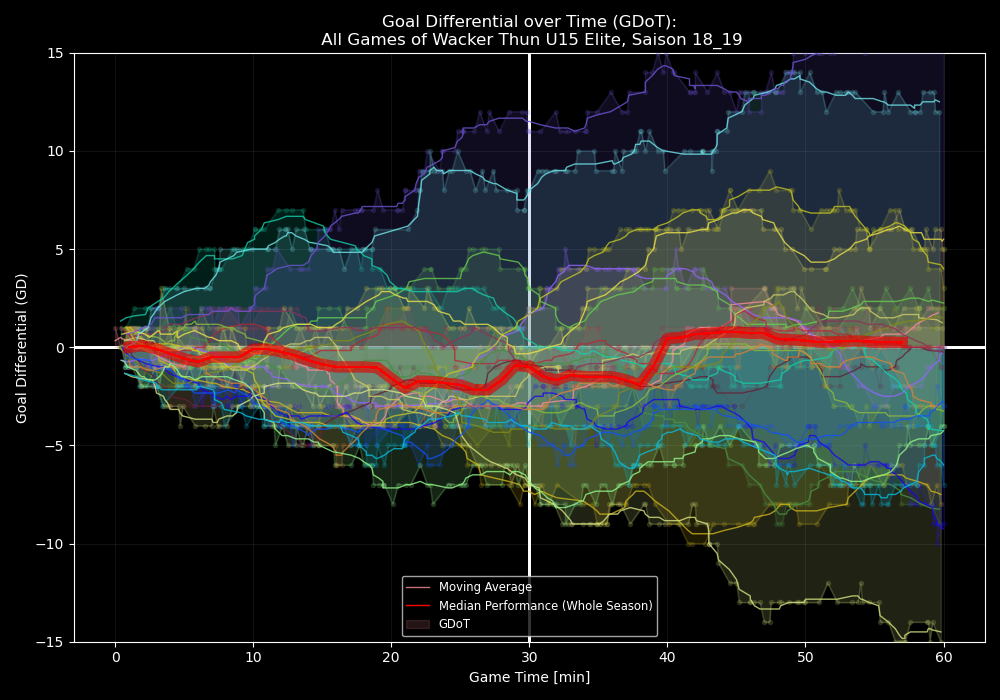 Goal Differential over Time (GDoT):
All Games of Wacker Thun U15 Elite, Saison 18_19
Goal Differential (GD)
15
10
5
0
−5
−10
−15
Moving Average
Median Performance (Whole Season)
GDoT
0 10 20 30 40 50 60
Game Time [min]